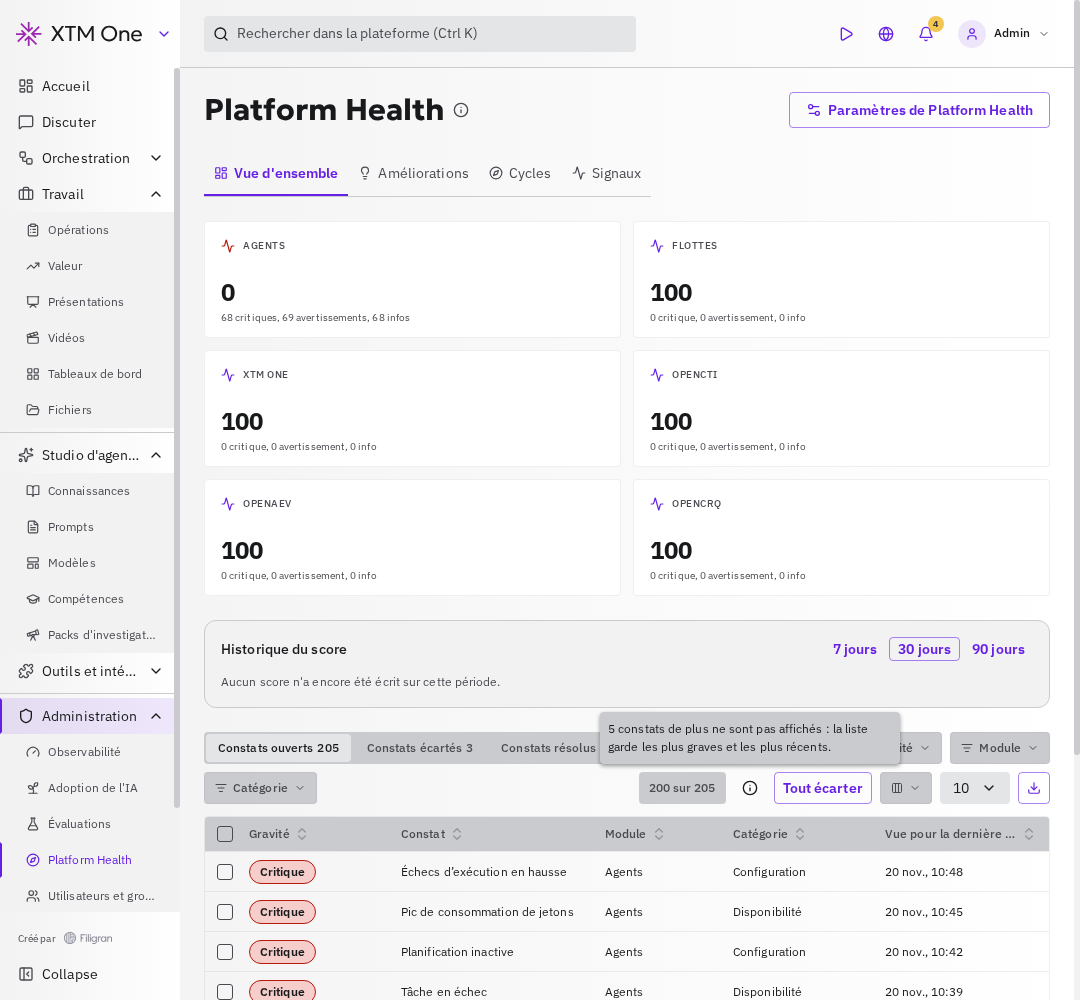 XTM One
Rechercher dans la plateforme (Ctrl K)
4
Admin
Accueil
Discuter
Orchestration
Travail
Opérations
Valeur
Présentations
Vidéos
Tableaux de bord
Fichiers
Studio d'agen...
Connaissances
Prompts
Modèles
Compétences
Packs d'investigat...
Outils et inté...
Administration
Observabilité
Adoption de l'IA
Évaluations
Platform Health
Utilisateurs et gro...
Créé par Filigran
Collapse
Platform Health
Paramètres de Platform Health
Vue d'ensemble
Améliorations
Cycles
Signaux
AGENTS
0
68 critiques, 69 avertissements, 68 infos
FLOTTES
100
0 critique, 0 avertissement, 0 info
XTM ONE
100
0 critique, 0 avertissement, 0 info
OPENCTI
100
0 critique, 0 avertissement, 0 info
OPENAEV
100
0 critique, 0 avertissement, 0 info
OPENCRQ
100
0 critique, 0 avertissement, 0 info
Historique du score
7 jours 30 jours 90 jours
Aucun score n'a encore été écrit sur cette période.
5 constats de plus ne sont pas affichés : la liste
garde les plus graves et les plus récents.
Constats ouverts 205 Constats écartés 3 Constats résolus
ité Module
Catégorie 200 sur 205 Tout écarter 10
Gravité Constat Module Catégorie Vue pour la dernière ...
Critique Échecs d’exécution en hausse Agents Configuration 20 nov., 10:48
Critique Pic de consommation de jetons Agents Disponibilité 20 nov., 10:45
Critique Planification inactive Agents Configuration 20 nov., 10:42
Critique Tâche en échec Agents Disponibilité 20 nov., 10:39